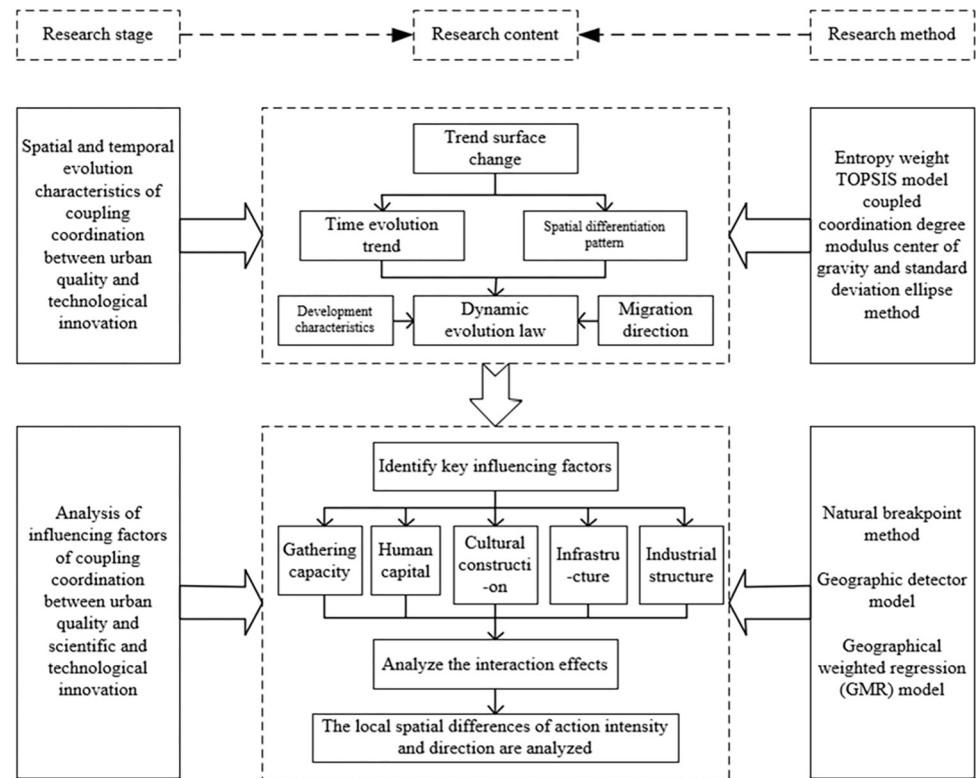 Research stage
Research content
Research method
Spatial and temporal
evolution
characteristics of
coupling
coordination
between urban
quality and
technological
innovation
Trend surface
change
Time evolution
trend
Spatial differentiation
pattern
Development
characteristics
Dynamic
evolution law
Migration
direction
Entropy weight
TOPSIS model
coupled
coordination degree
modulus center of
gravity and standard
deviation ellipse
method
Analysis of
influencing factors
of coupling
coordination
between urban
quality and
scientific and
technological
innovation
Identify key influencing factors
Gathering
capacity
Human
capital
Cultural
constructi
-on
Infrastru
-cture
Industrial
structure
Analyze the interaction effects
The local spatial differences of action intensity
and direction are analyzed
Natural breakpoint
method
Geographic detector
model
Geographical
weighted regression
(GMR) model